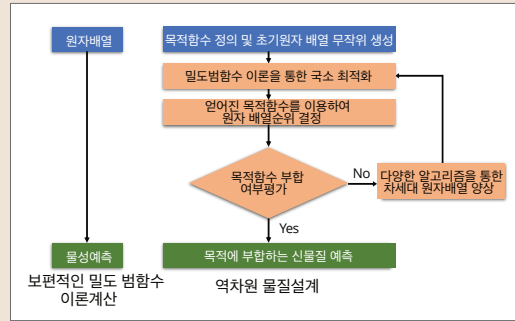 원자배열
목적함수 정의 및 초기원자 배열 무작위 생성
밀도범함수 이론을 통한 국소 최적화
얻어진 목적함수를 이용하여
원자 배열순위 결정
목적함수 부합
여부평가
No
다양한 알고리즘을 통한
차세대 원자배열 양상
Yes
물성예측
목적에 부합하는 신물질 예측
보편적인 밀도 범함수
이론계산
역차원 물질설계